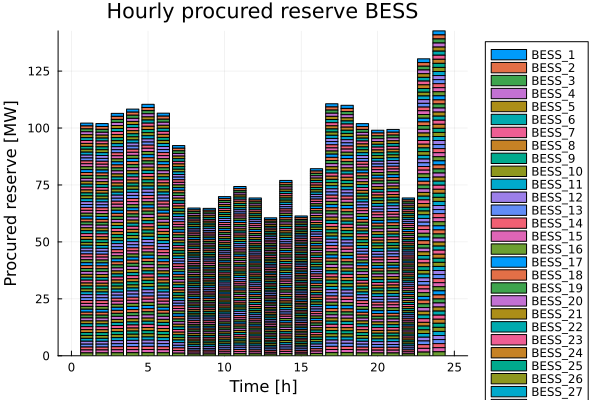 Hourly procured reserve BESS
Procured reserve [MW]
125
100
75
50
25
0
0
5
10
15
20
25
Time [h]
BESS_1
BESS_2
BESS_3
BESS_4
BESS_5
BESS_6
BESS_7
BESS_8
BESS_9
BESS_10
BESS_11
BESS_12
BESS_13
BESS_14
BESS_15
BESS_16
BESS_17
BESS_18
BESS_19
BESS_20
BESS_21
BESS_22
BESS_23
BESS_24
BESS_25
BESS_26
BESS_27